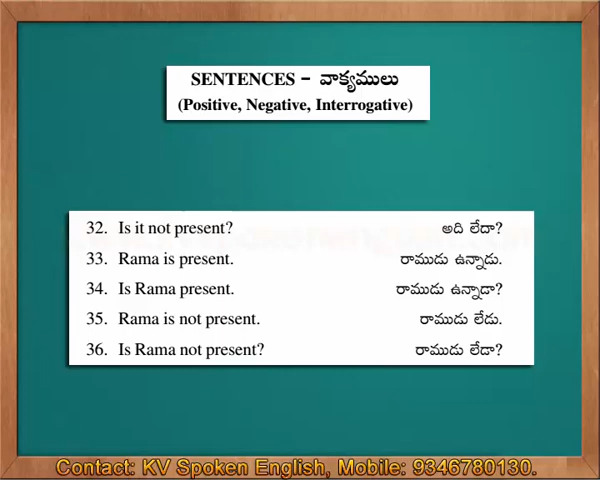 SENTENCES – వాక్యములు
(Positive, Negative, Interrogative)
32. Is it not present? అది లేదా?
33. Rama is present. రాముడు ఉన్నాడు.
34. Is Rama present. రాముడు ఉన్నాడా?
35. Rama is not present. రాముడు లేడు.
36. Is Rama not present? రాముడు లేడా?
Contact: KV Spoken English, Mobile: 9346780130.